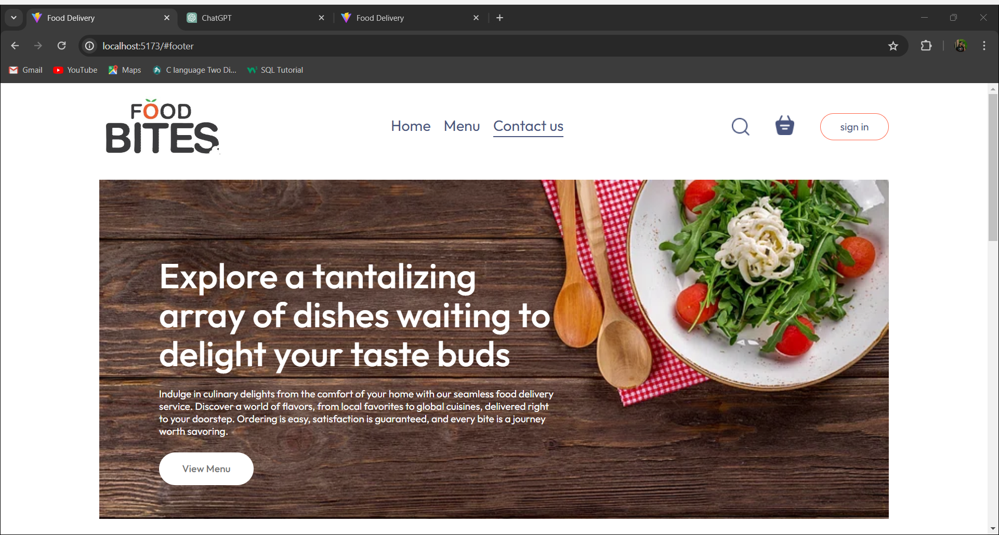 Food Delivery
ChatGPT
Food Delivery
localhost:5173/#footer
Gmail
YouTube
Maps
C language Two Di...
SQL Tutorial
FOOD
BITES
Home
Menu
Contact us
sign in
Explore a tantalizing
array of dishes waiting to
delight your taste buds
Indulge in culinary delights from the comfort of your home with our seamless food delivery
service. Discover a world of flavors, from local favorites to global cuisines, delivered right
to your doorstep. Ordering is easy, satisfaction is guaranteed, and every bite is a journey
worth savoring.
View Menu